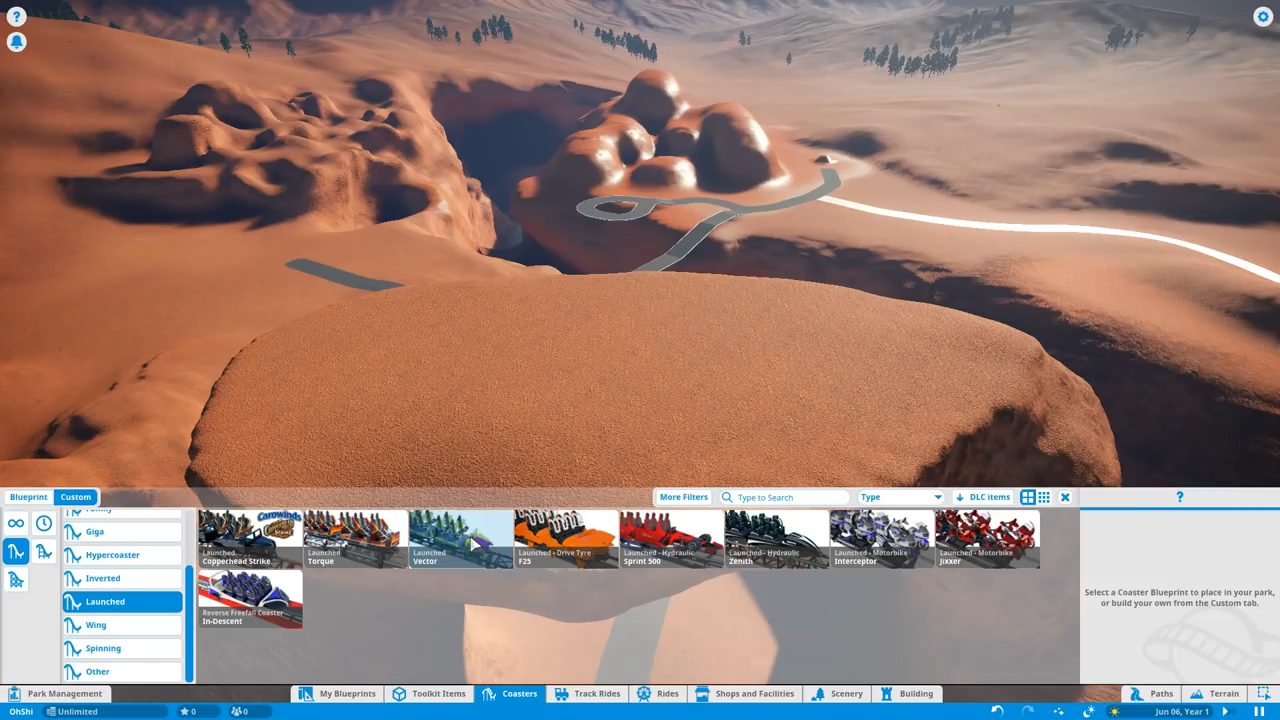 Blueprint
Custom
More Filters
Type to Search
Type
DLC items
?
Giga
Hypercoaster
Inverted
Launched
Wing
Spinning
Other
Carowinds
Launched
Copperhead Strike
Launched
Torque
Launched
Vector
Launched - Drive Tyre
F25
Launched - Hydraulic
Sprint 500
Launched - Hydraulic
Zenith
Launched - Motorbike
Interceptor
Launched - Motorbike
Jixxer
Reverse Freefall Coaster
In-Descent
Select a Coaster Blueprint to place in your park,
or build your own from the Custom tab.
Park Management
My Blueprints
Toolkit Items
Coasters
Track Rides
Rides
Shops and Facilities
Scenery
Building
Paths
Terrain
OhShi
Unlimited
0
0
Jun 06, Year 1